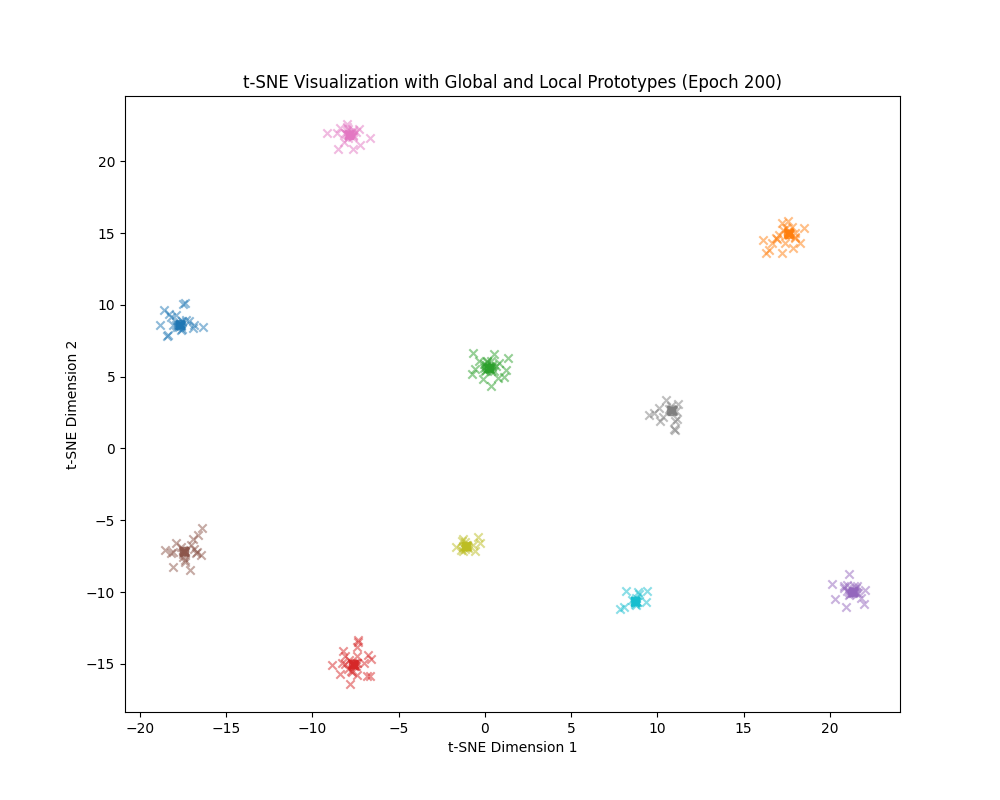 t-SNE Visualization with Global and Local Prototypes (Epoch 200)
20
15
10
5
0
−5
−10
−15
t-SNE Dimension 2
−20 −15 −10 −5 0 5 10 15 20
t-SNE Dimension 1